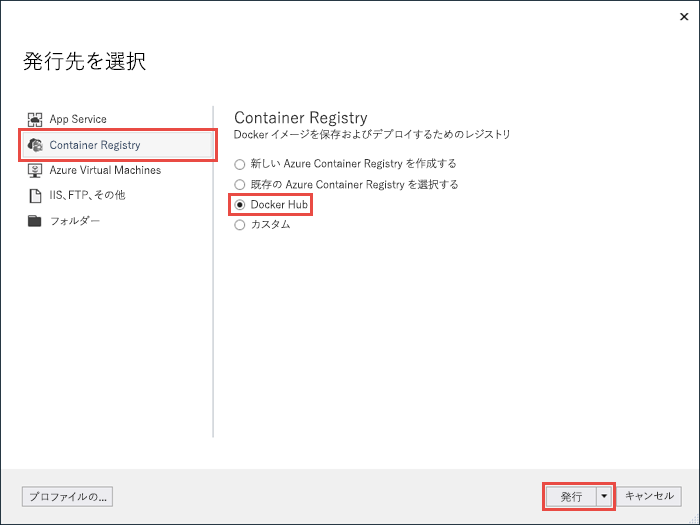 発行先を選択
App Service
Container Registry
Azure Virtual Machines
IIS、FTP、その他
フォルダー
Container Registry
Docker イメージを保存およびデプロイするためのレジストリ
新しい Azure Container Registry を作成する
既存の Azure Container Registry を選択する
Docker Hub
カスタム
プロファイルの...
発行
キャンセル